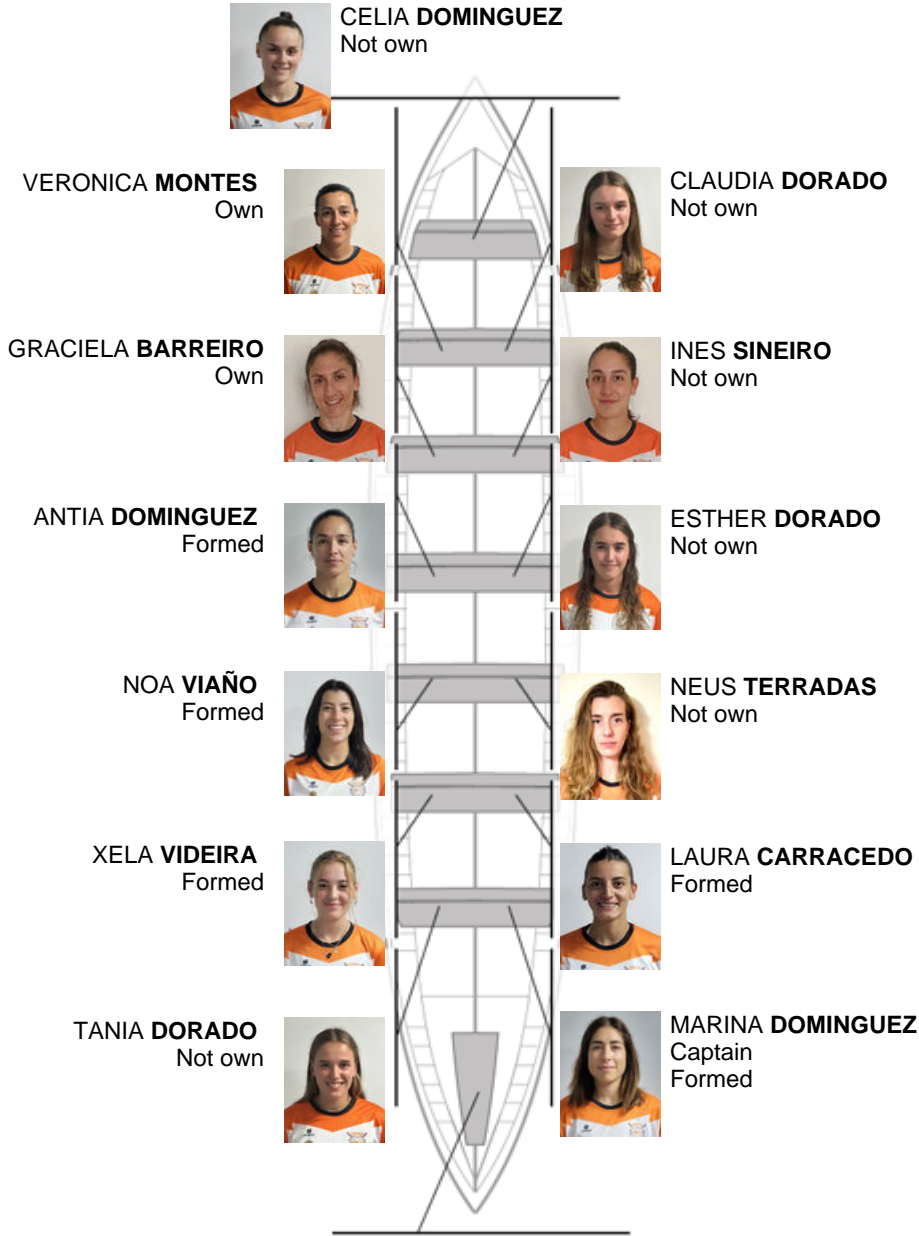 CELIA DOMINGUEZ
Not own
VERONICA MONTES
Own
CLAUDIA DORADO
Not own
GRACIELA BARREIRO
Own
INES SINEIRO
Not own
ANTIA DOMINGUEZ
Formed
ESTHER DORADO
Not own
NOA VIAÑO
Formed
NEUS TERRADAS
Not own
XELA VIDEIRA
Formed
LAURA CARRACEDO
Formed
TANIA DORADO
Not own
MARINA DOMINGUEZ
Captain
Formed